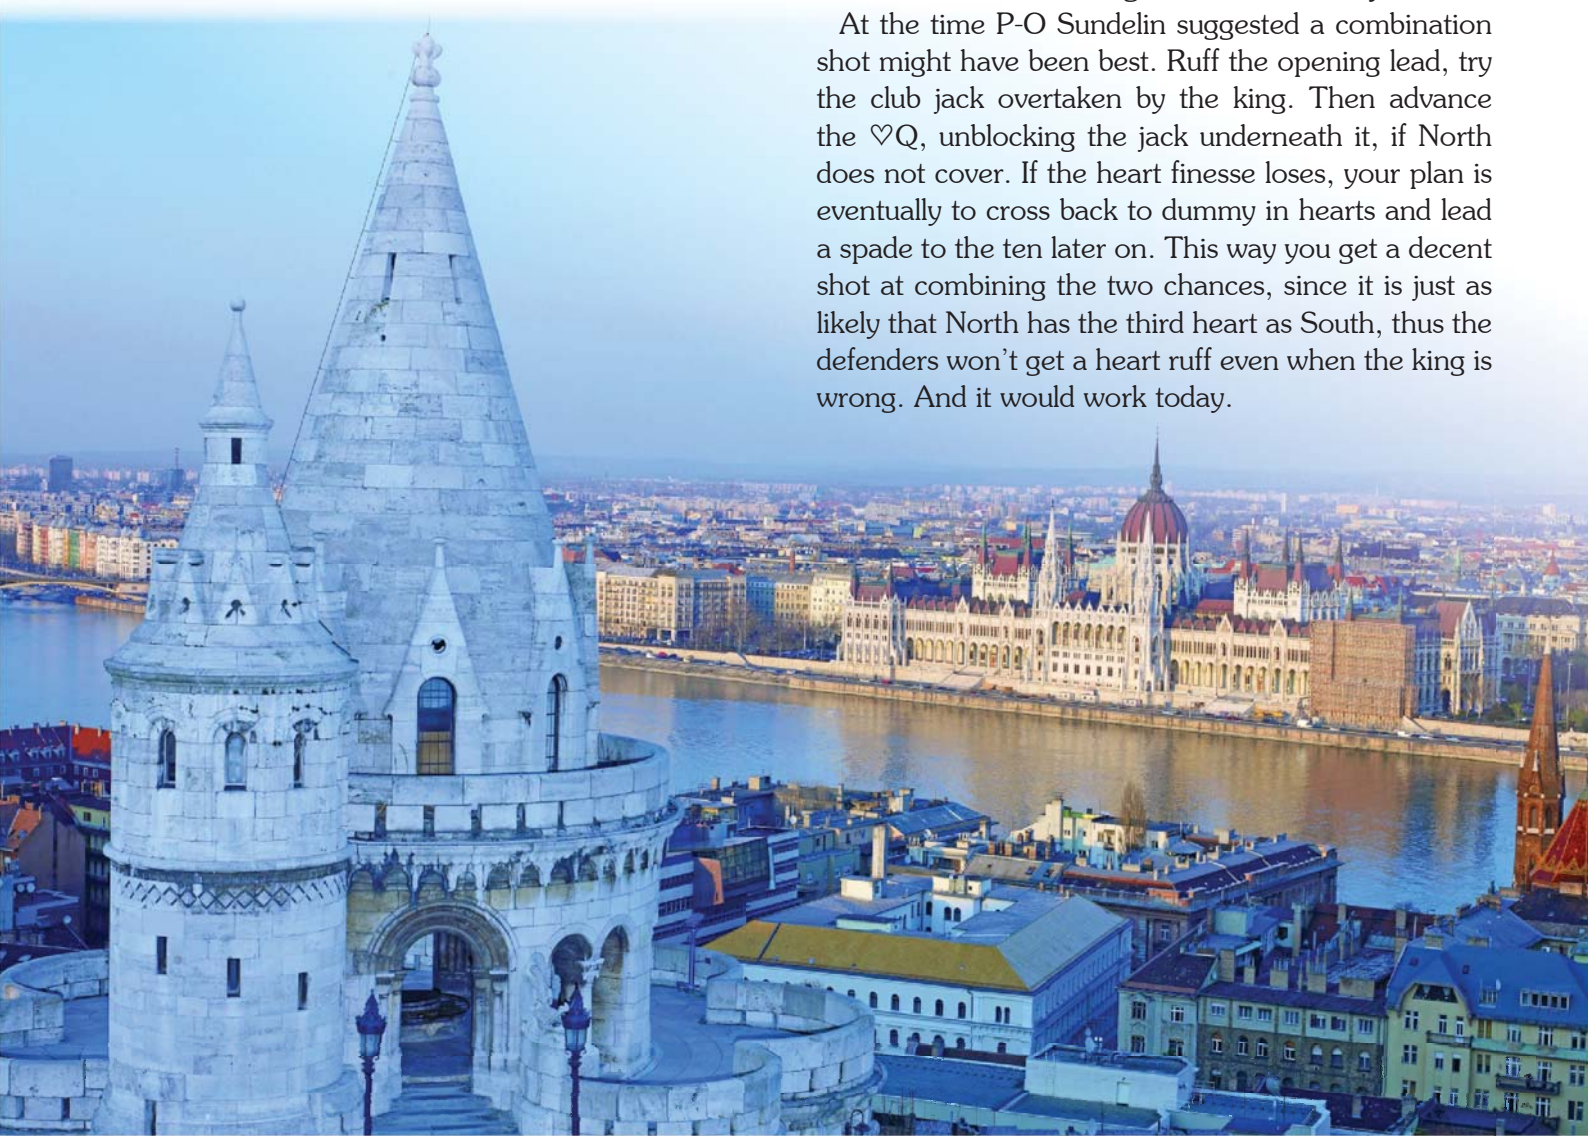 At the time P-O Sundelin suggested a combination
shot might have been best. Ruff the opening lead, try
the club jack overtaken by the king. Then advance
the ♡Q, unblocking the jack underneath it, if North
does not cover. If the heart finesse loses, your plan is
eventually to cross back to dummy in hearts and lead
a spade to the ten later on. This way you get a decent
shot at combining the two chances, since it is just as
likely that North has the third heart as South, thus the
defenders won’t get a heart ruff even when the king is
wrong. And it would work today.